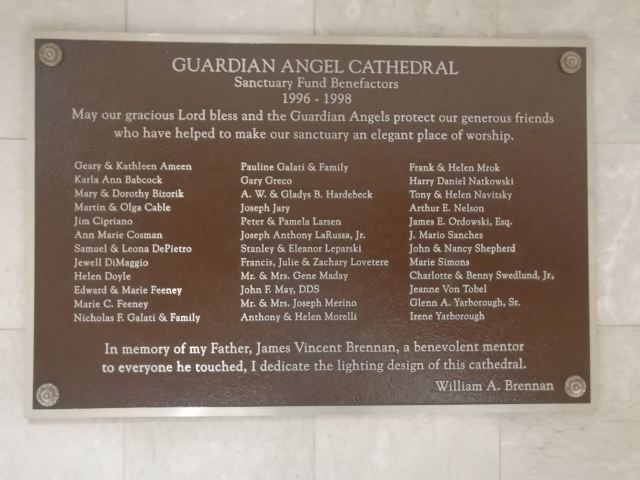 GUARDIAN ANGEL CATHEDRAL
Sanctuary Fund Benefactors
1996 - 1998
May our gracious Lord bless and the Guardian Angels protect our generous friends
who have helped to make our sanctuary an elegant place of worship.
Geary & Kathleen Ameen
Karla Ann Babcock
Mary & Dorothy Bizorik
Martin & Olga Cable
Jim Cipriano
Ann Marie Cosman
Samuel & Leona DePietro
Jewell DiMaggio
Helen Doyle
Edward & Marie Feeney
Marie C. Feeney
Nicholas F. Galati & Family
Pauline Galati & Family
Gary Greco
A. W. & Gladys B. Hardebeck
Joseph Jary
Peter & Pamela Larsen
Joseph Anthony LaRussa, Jr.
Stanley & Eleanor Leparski
Francis, Julie & Zachary Lovetere
Mr. & Mrs. Gene Maday
John F. May, DDS
Mr. & Mrs. Joseph Merino
Anthony & Helen Morelli
Frank & Helen Mrok
Harry Daniel Natkowski
Tony & Helen Navitsky
Arthur E. Nelson
James E. Ordowski, Esq.
J. Mario Sanchez
John & Nancy Shepherd
Marie Simons
Charlotte & Benny Swedlund, Jr,
Jeanne Von Tobel
Glenn A. Yarborough, Sr.
Irene Yarborough
In memory of my Father, James Vincent Brennan, a benevolent mentor
to everyone he touched, I dedicate the lighting design of this cathedral.
William A. Brennan